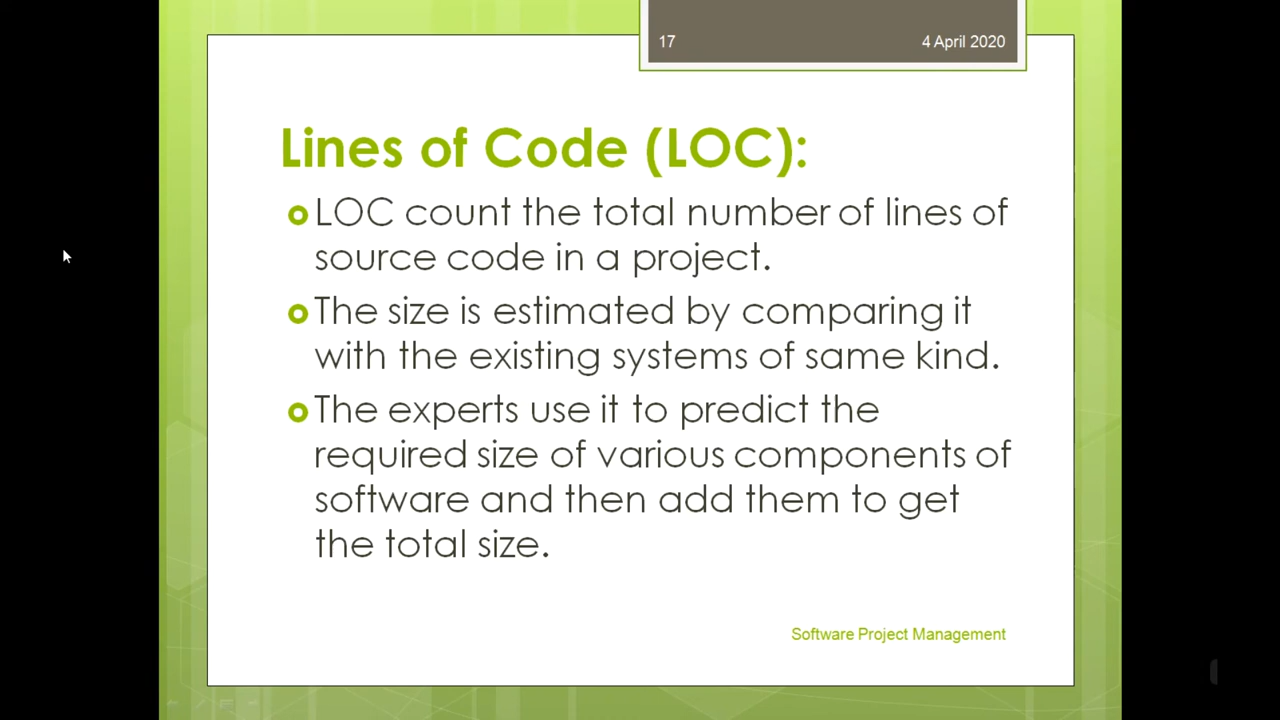 17 4 April 2020
Lines of Code (LOC):
LOC count the total number of lines of
source code in a project.
The size is estimated by comparing it
with the existing systems of same kind.
The experts use it to predict the
required size of various components of
software and then add them to get
the total size.
Software Project Management